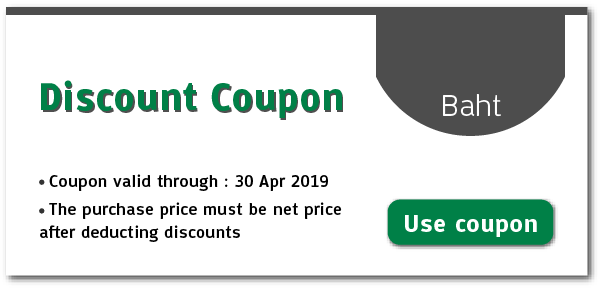 Discount Coupon
Baht
• Coupon valid through : 30 Apr 2019
• The purchase price must be net price
after deducting discounts
Use coupon